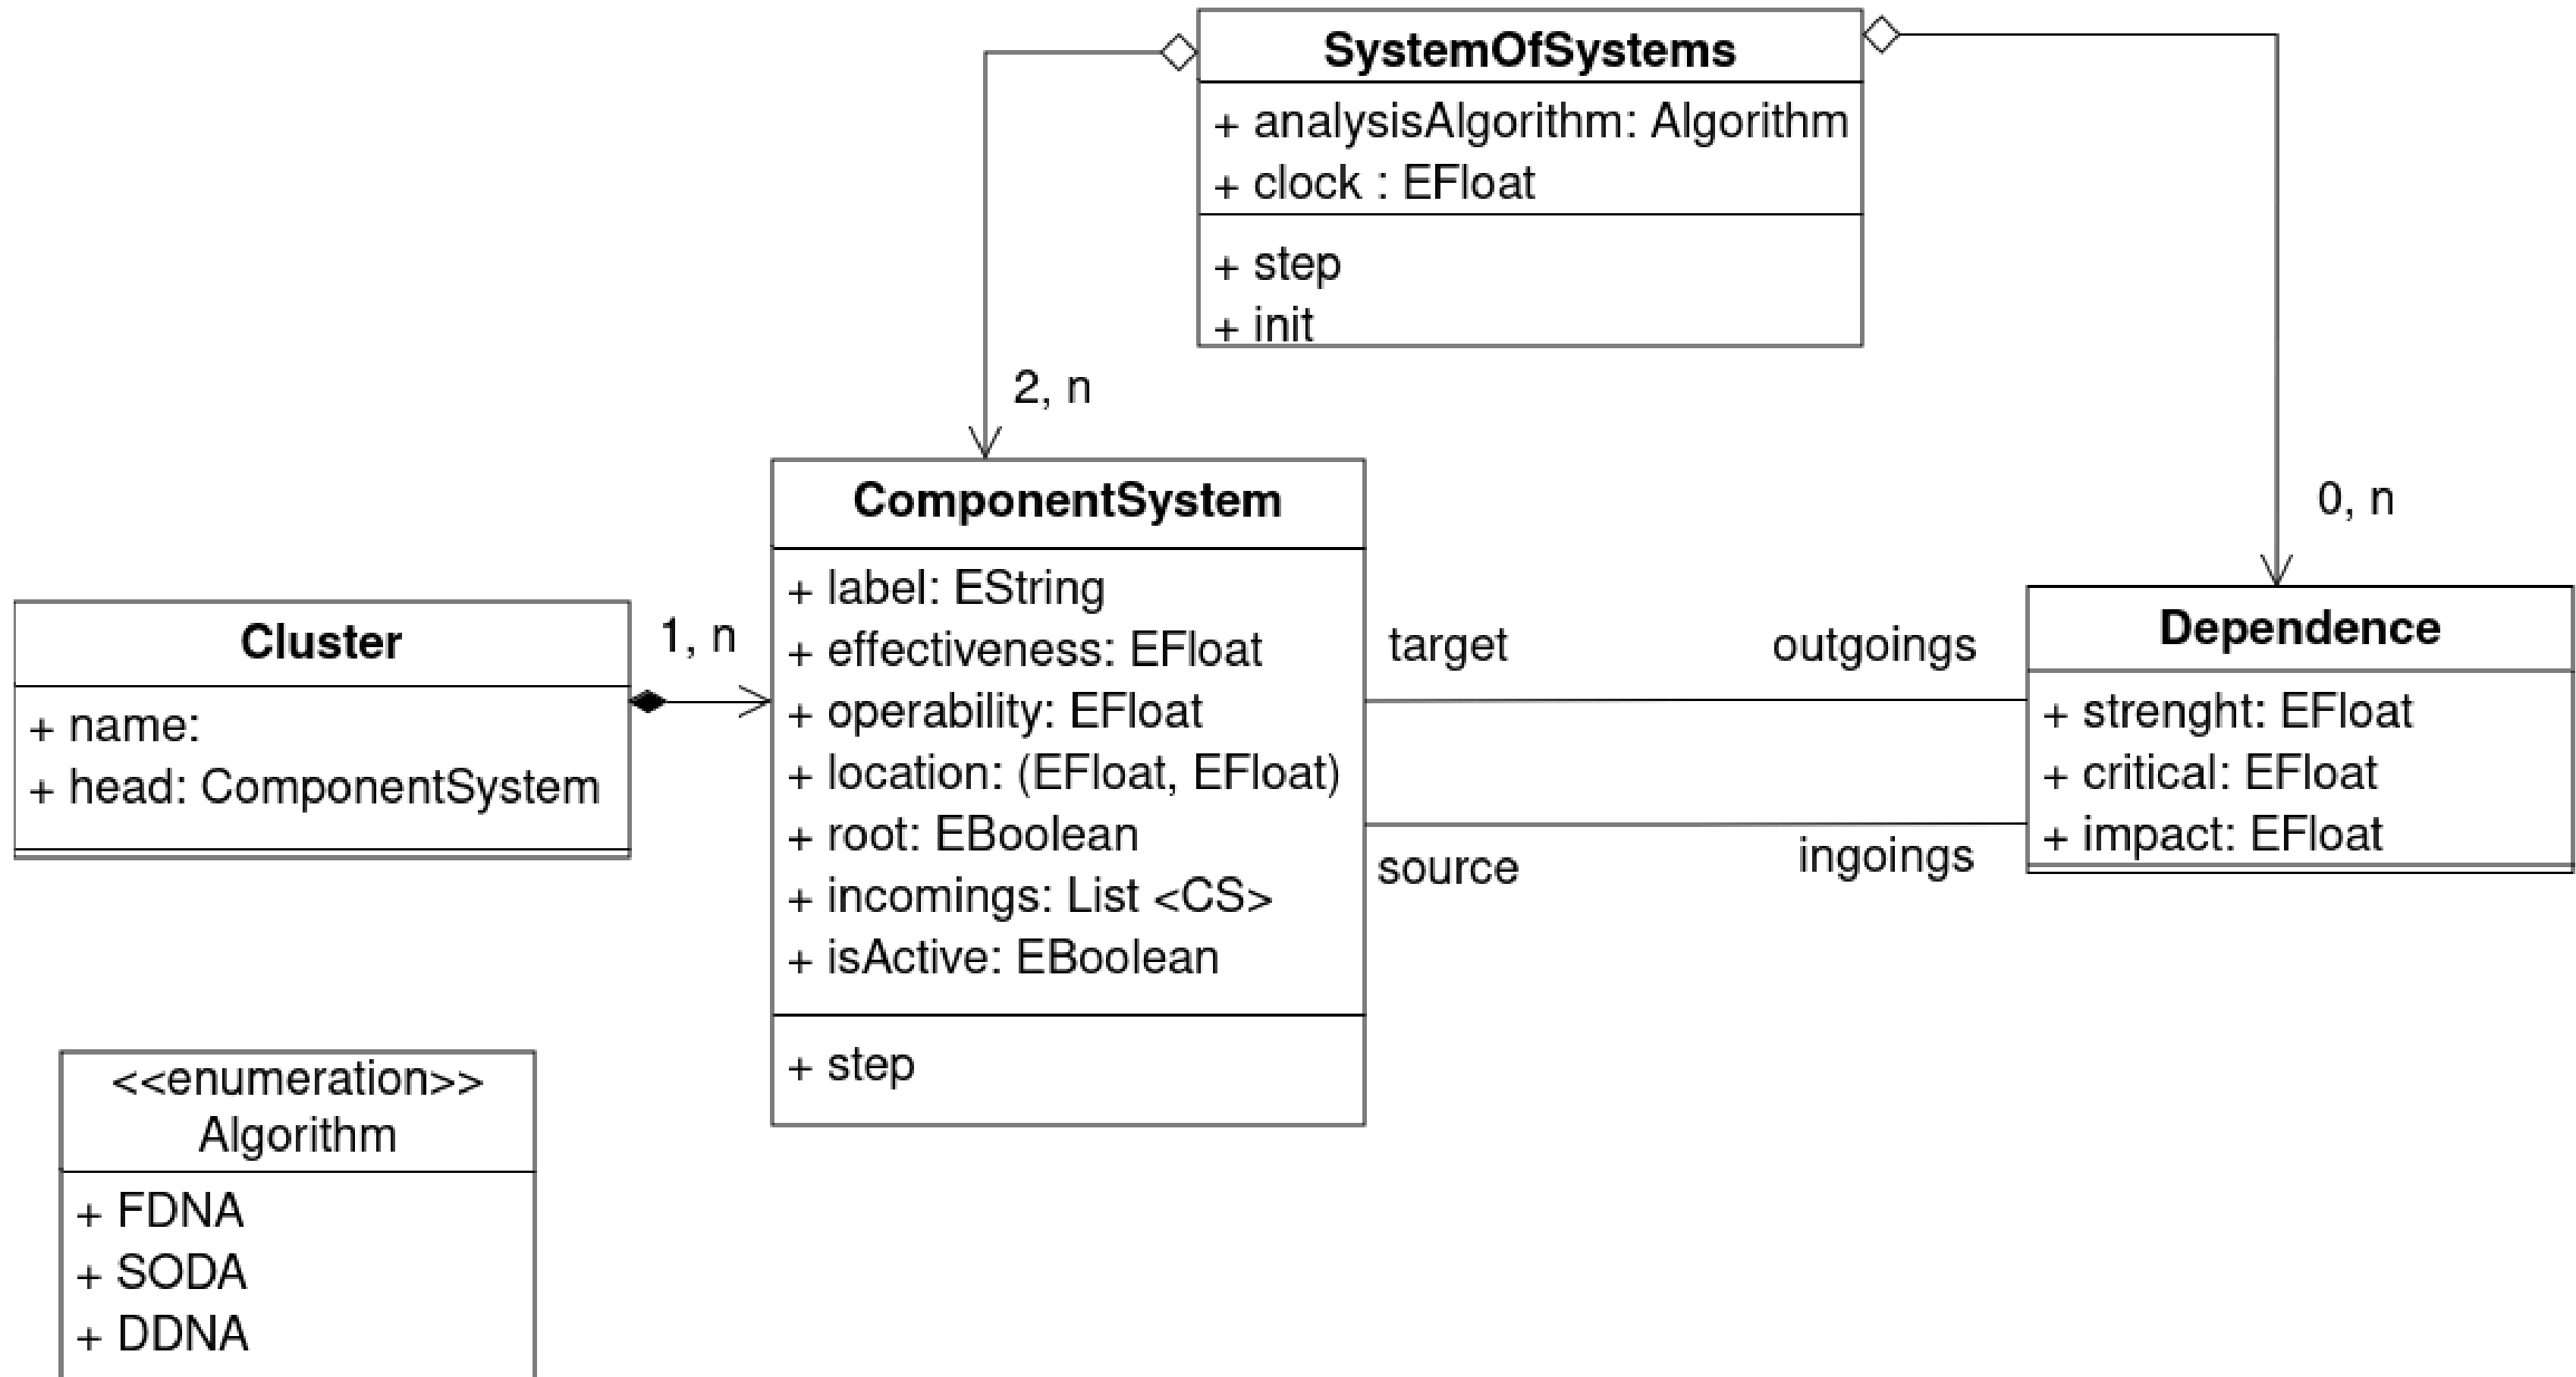 SystemOfSystems
+ analysisAlgorithm: Algorithm
+ clock : EFloat
+ step
+ init
2, n
0, n
ComponentSystem
+ label: EString
+ effectiveness: EFloat
+ operability: EFloat
+ location: (EFloat, EFloat)
+ root: EBoolean
+ incomings: List <CS>
+ isActive: EBoolean
+ step
Cluster
+ name:
+ head: ComponentSystem
1, n
target
outgoings
source
ingoings
Dependence
+ strenght: EFloat
+ critical: EFloat
+ impact: EFloat
<<enumeration>>
Algorithm
+ FDNA
+ SODA
+ DDNA